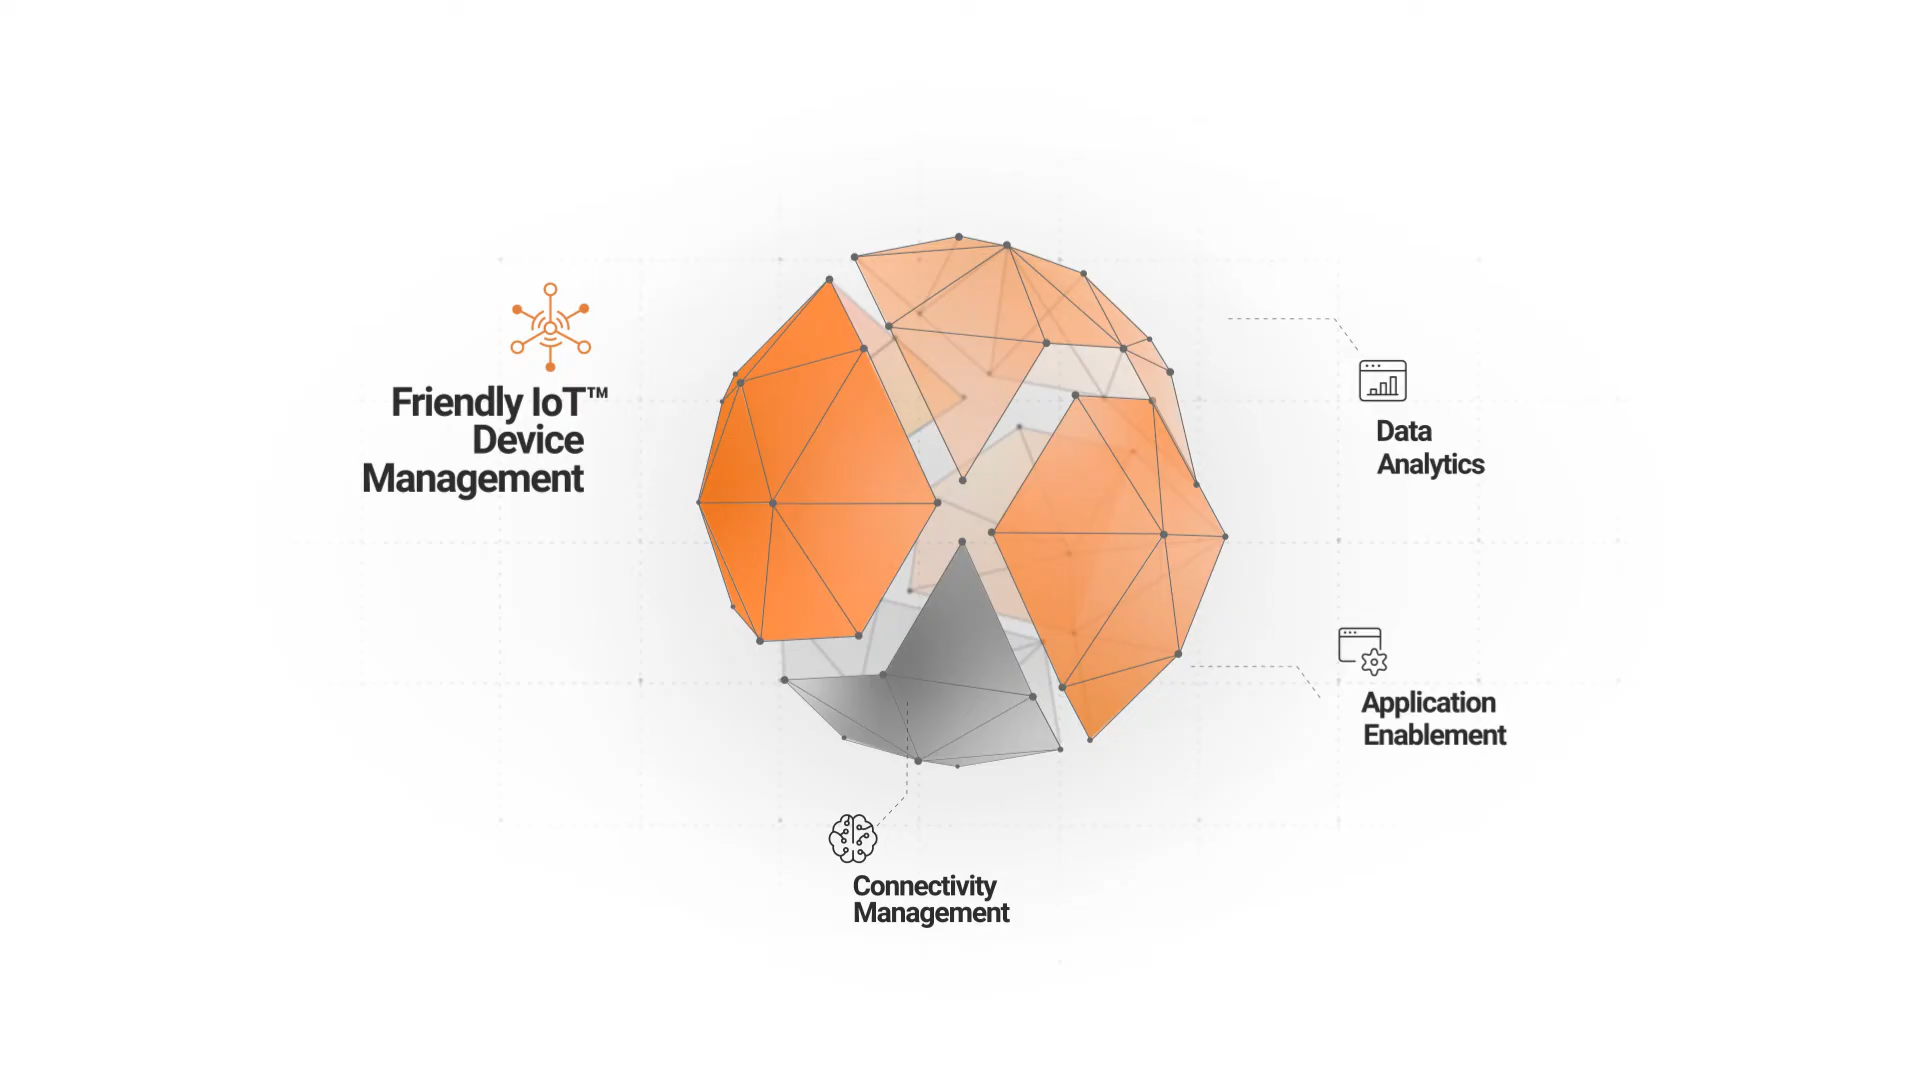 Friendly IoT™
Device
Management
Data
Analytics
Application
Enablement
Connectivity
Management